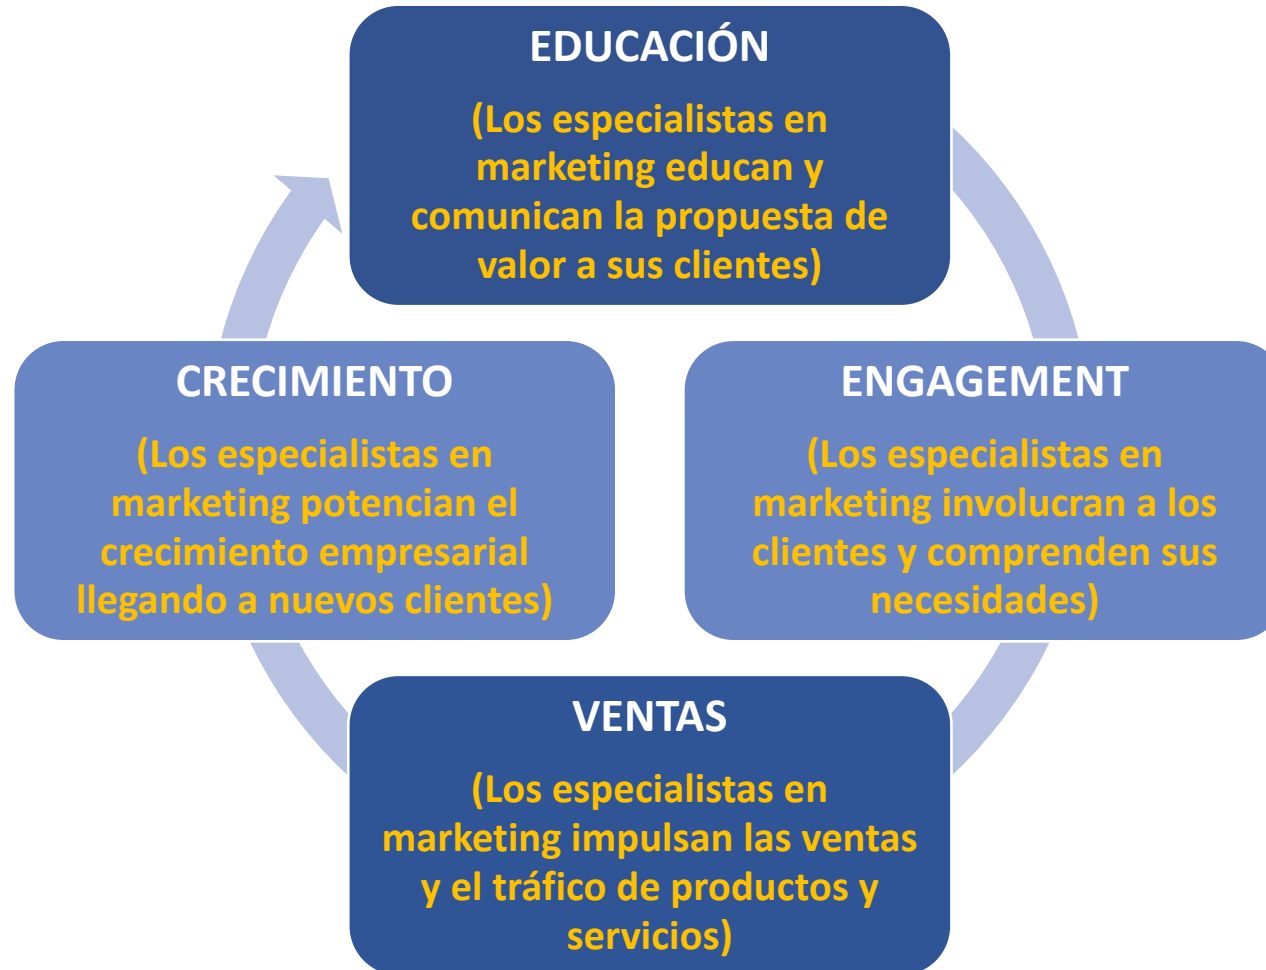 EDUCACIÓN
(Los especialistas en
marketing educan y
comunican la propuesta de
valor a sus clientes)
ENGAGEMENT
(Los especialistas en
marketing involucran a los
clientes y comprenden sus
necesidades)
VENTAS
(Los especialistas en
marketing impulsan las ventas
y el tráfico de productos y
servicios)
CRECIMIENTO
(Los especialistas en
marketing potencian el
crecimiento empresarial
llegando a nuevos clientes)